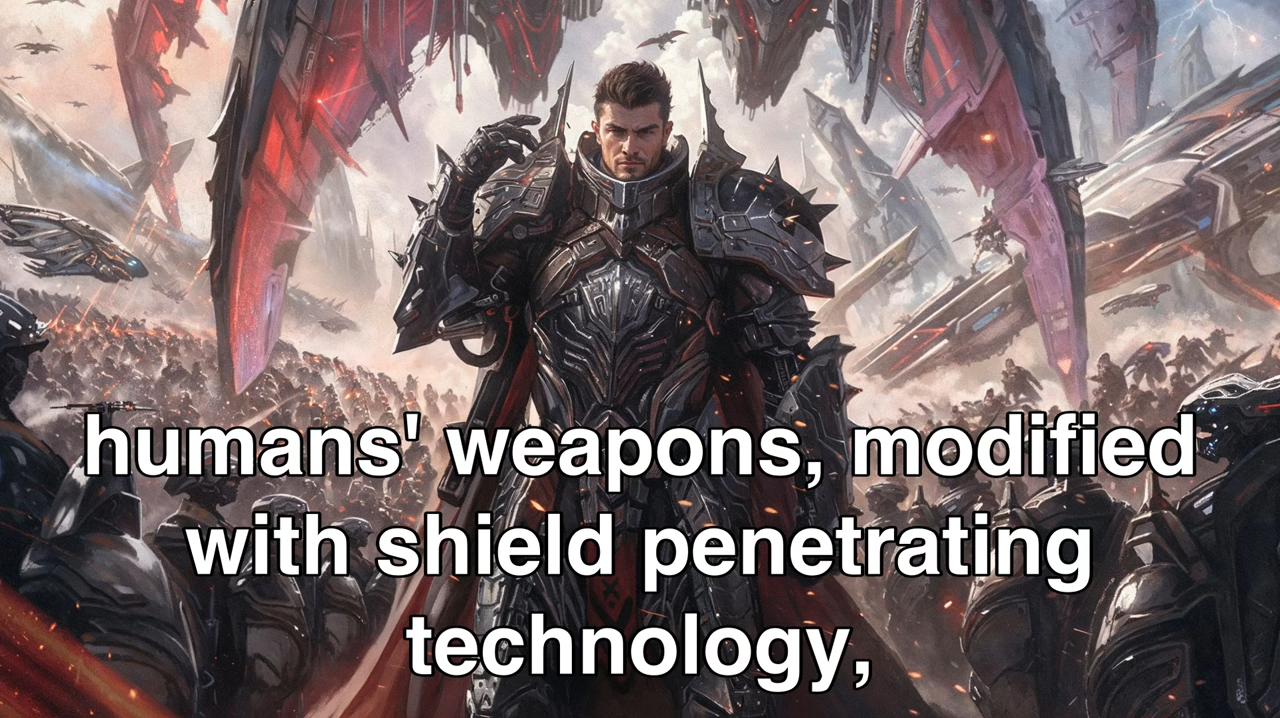 humans' weapons, modified
with shield penetrating
technology,